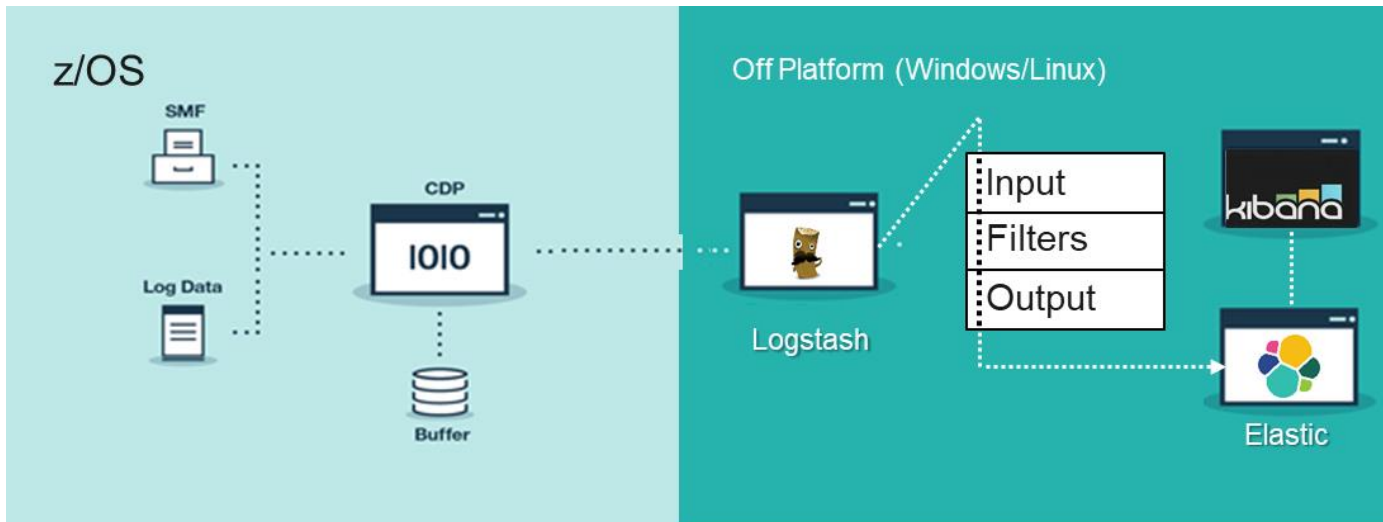 z/OS
SMF
Log Data
CDP
IOIO
Buffer
Off Platform (Windows/Linux)
Logstash
Input
Filters
Output
kibana
Elastic